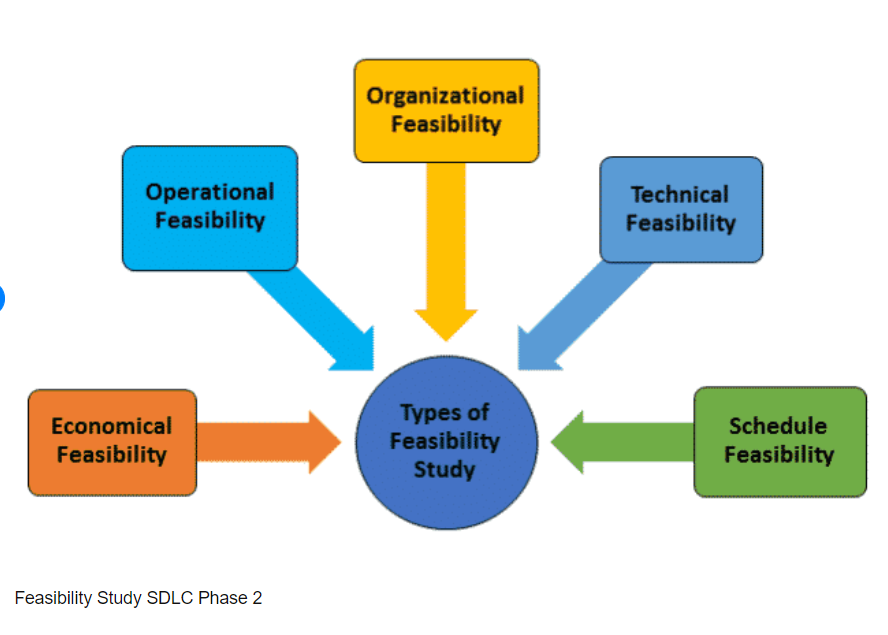 Organizational
Feasibility
Operational
Feasibility
Technical
Feasibility
Economical
Feasibility
Types of
Feasibility
Study
Schedule
Feasibility
Feasibility Study SDLC Phase 2